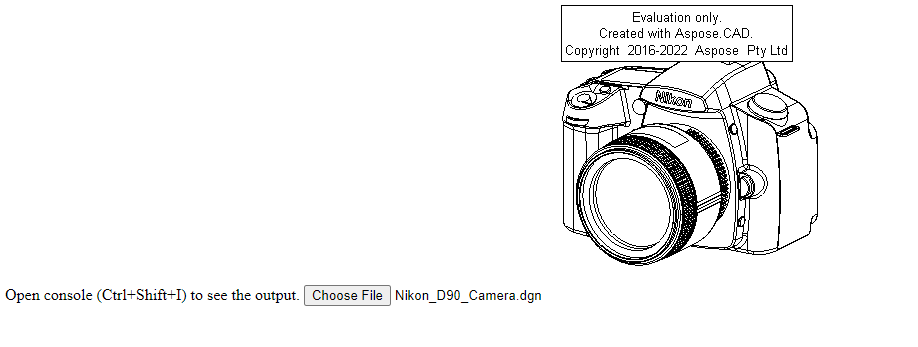 Evaluation only.
Created with Aspose.CAD.
Copyright 2016-2022 Aspose Pty Ltd
Nikon
Open console (Ctrl+Shift+I) to see the output. Choose File Nikon_D90_Camera.dgn